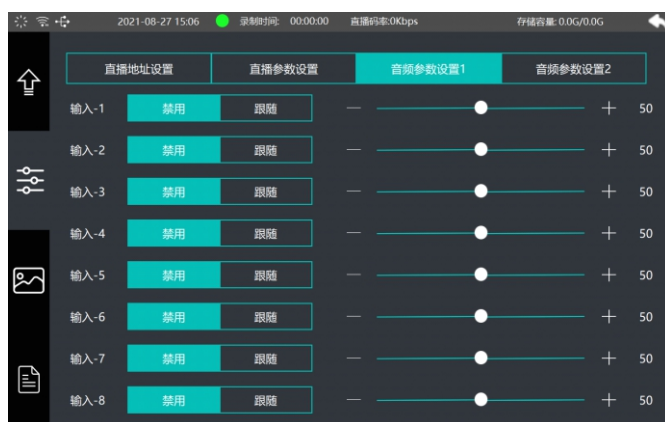 2021-08-27 15:06 录制时间: 00:00:00 直播码率:0Kbps 存储容量: 0.0G/0.0G
直播地址设置 直播参数设置 音频参数设置1 音频参数设置2
输入-1 禁用 跟随 50
输入-2 禁用 跟随 50
输入-3 禁用 跟随 50
输入-4 禁用 跟随 50
输入-5 禁用 跟随 50
输入-6 禁用 跟随 50
输入-7 禁用 跟随 50
输入-8 禁用 跟随 50